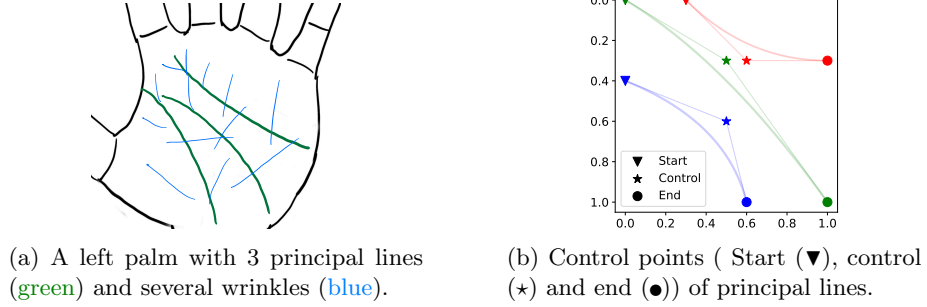 0.0
0.2
0.4
0.6
0.8
1.0
Start
Control
End
0.0 0.2 0.4 0.6 0.8 1.0
(a) A left palm with 3 principal lines
(green) and several wrinkles (blue).
(b) Control points ( Start (▼), control
(⋆) and end (●)) of principal lines.